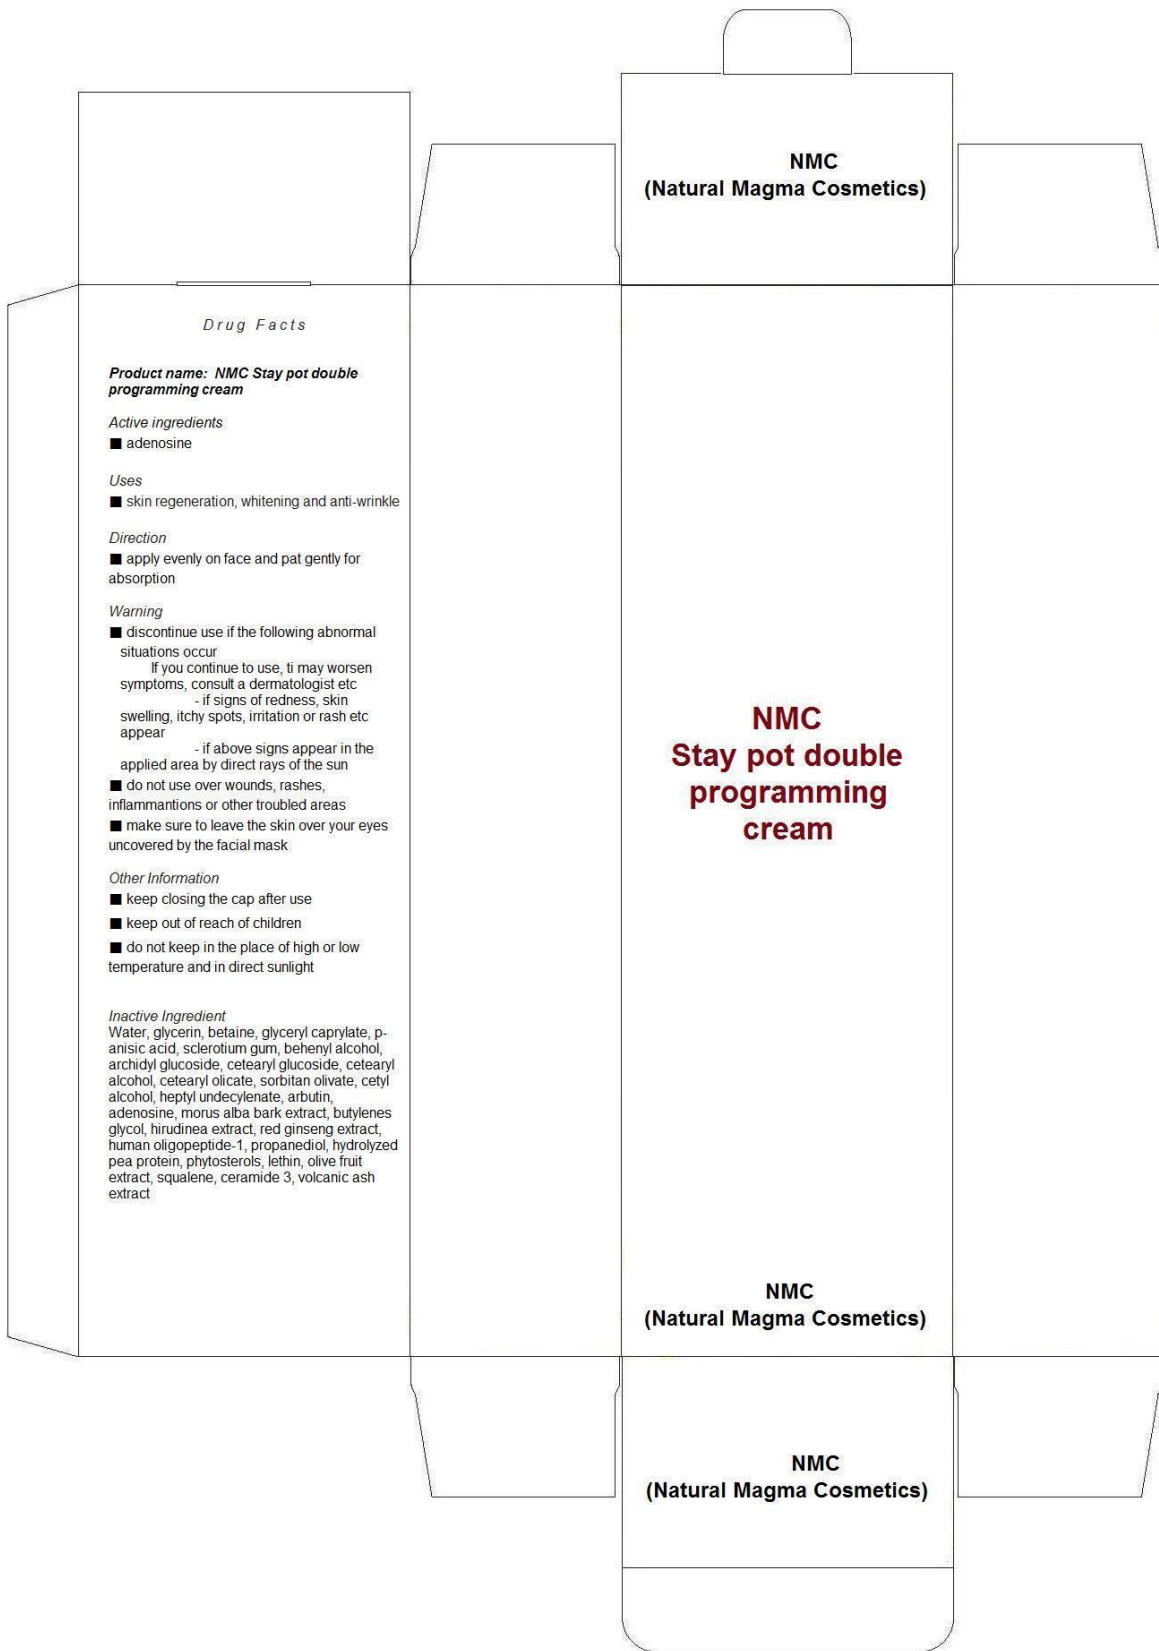 NMC
(Natural Magma Cosmetics)
Drug Facts
Product name: NMC Stay pot double
programming cream
Active ingredients
■ adenosine
Uses
■ skin regeneration, whitening and anti-wrinkle
Direction
■ apply evenly on face and pat gently for
absorption
Warning
■ discontinue use if the following abnormal
situations occur
If you continue to use, ti may worsen
symptoms, consult a dermatologist etc
- if signs of redness, skin
swelling, itchy spots, irritation or rash etc
appear
- if above signs appear in the
applied area by direct rays of the sun
■ do not use over wounds, rashes,
inflammantions or other troubled areas
■ make sure to leave the skin over your eyes
uncovered by the facial mask
Other Information
■ keep closing the cap after use
■ keep out of reach of children
■ do not keep in the place of high or low
temperature and in direct sunlight
Inactive Ingredient
Water, glycerin, betaine, glyceryl caprylate, p-
anisic acid, sclerotium gum, behenyl alcohol,
archidyl glucoside, cetearyl glucoside, cetearyl
alcohol, cetearyl olicate, sorbitan olivate, cetyl
alcohol, heptyl undecylenate, arbutin,
adenosine, morus alba bark extract, butylenes
glycol, hirudinea extract, red ginseng extract,
human oligopeptide-1, propanediol, hydrolyzed
pea protein, phytosterols, lethin, olive fruit
extract, squalene, ceramide 3, volcanic ash
extract
NMC
Stay pot double
programming
cream
NMC
(Natural Magma Cosmetics)
NMC
(Natural Magma Cosmetics)